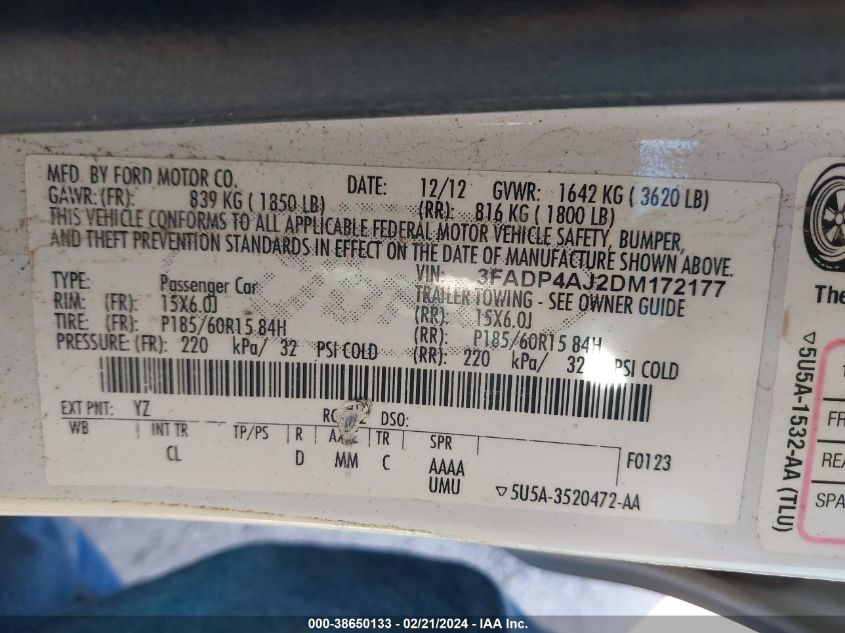 MFD. BY FORD MOTOR CO. DATE: 12/12 GVWR: 1642 KG ( 3620 LB)
GAWR: (FR): 839 KG ( 1850 LB) (RR): 816 KG ( 1800 LB)
THIS VEHICLE CONFORMS TO ALL APPLICABLE FEDERAL MOTOR VEHICLE SAFETY, BUMPER,
AND THEFT PREVENTION STANDARDS IN EFFECT ON THE DATE OF MANUFACTURE SHOWN ABOVE.
VIN: 3FADP4AJ2DM172177
TYPE: Passenger Car TRAILER TOWING - SEE OWNER GUIDE
RIM: (FR): 15X6.0J (RR): 15X6.0J
TIRE: (FR): P185/60R15 84H (RR): P185/60R15 84H
PRESSURE: (FR): 220 kPa/ 32 PSI COLD (RR): 220 kPa/ 32 PSI COLD
EXT PNT: YZ DSO:
WB INT TR TP/PS R TR SPR
CL D MM C AAAA F0123
UMU ▽5U5A-3520472-AA
▽5U5A-1532-AA (TLU)
The
FR
REA
SPA
000-38650133 - 02/21/2024 - IAA Inc.